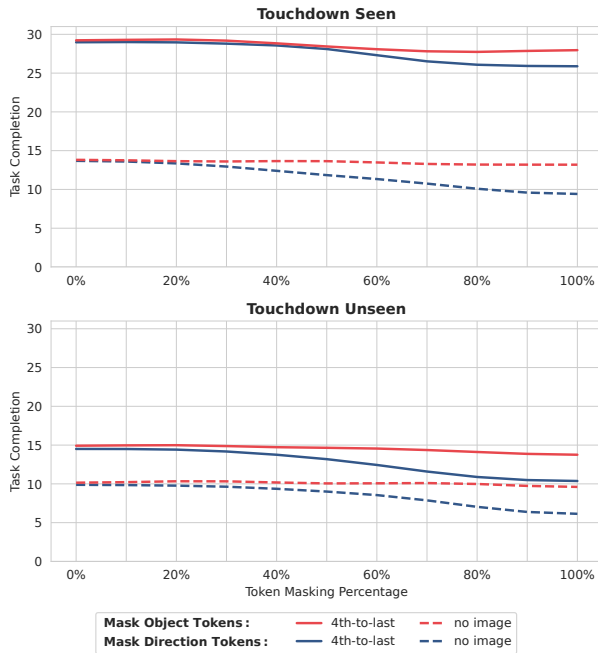 Touchdown Seen
30
25
20
15
10
5
0
Task Completion
0% 20% 40% 60% 80% 100%
Touchdown Unseen
30
25
20
15
10
5
0
Task Completion
0% 20% 40% 60% 80% 100%
Token Masking Percentage
Mask Object Tokens: 4th-to-last no image
Mask Direction Tokens: 4th-to-last no image